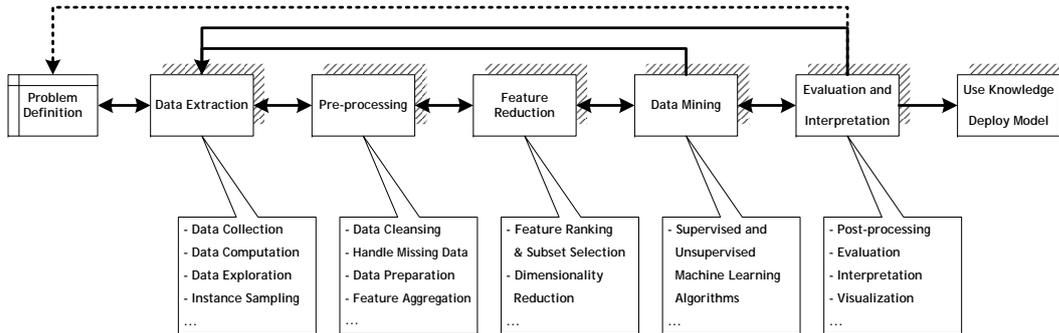 Problem
Definition
Data Extraction
Pre-processing
Feature
Reduction
Data Mining
Evaluation and
Interpretation
Use Knowledge
Deploy Model
- Data Collection
- Data Computation
- Data Exploration
- Instance Sampling
...
- Data Cleansing
- Handle Missing Data
- Data Preparation
- Feature Aggregation
...
- Feature Ranking
& Subset Selection
- Dimensionality
Reduction
...
- Supervised and
Unsupervised
Machine Learning
Algorithms
...
- Post-processing
- Evaluation
- Interpretation
- Visualization
...